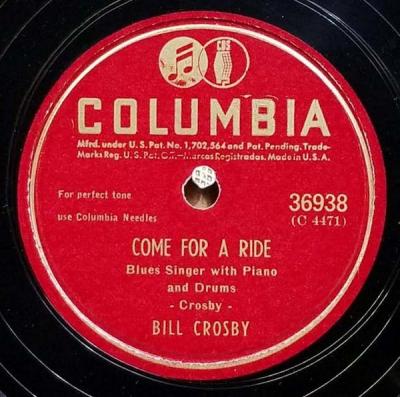 CBS
COLUMBIA
Mfrd. under U.S. Pat. No. 1,702,564 and Pat. Pending. Trade-
Marks Reg. U.S. Pat. Off.—Marcas Registradas. Made in U.S.A.
For perfect tone
use Columbia Needles
36938
(C 4471)
COME FOR A RIDE
Blues Singer with Piano
and Drums
- Crosby -
BILL CROSBY